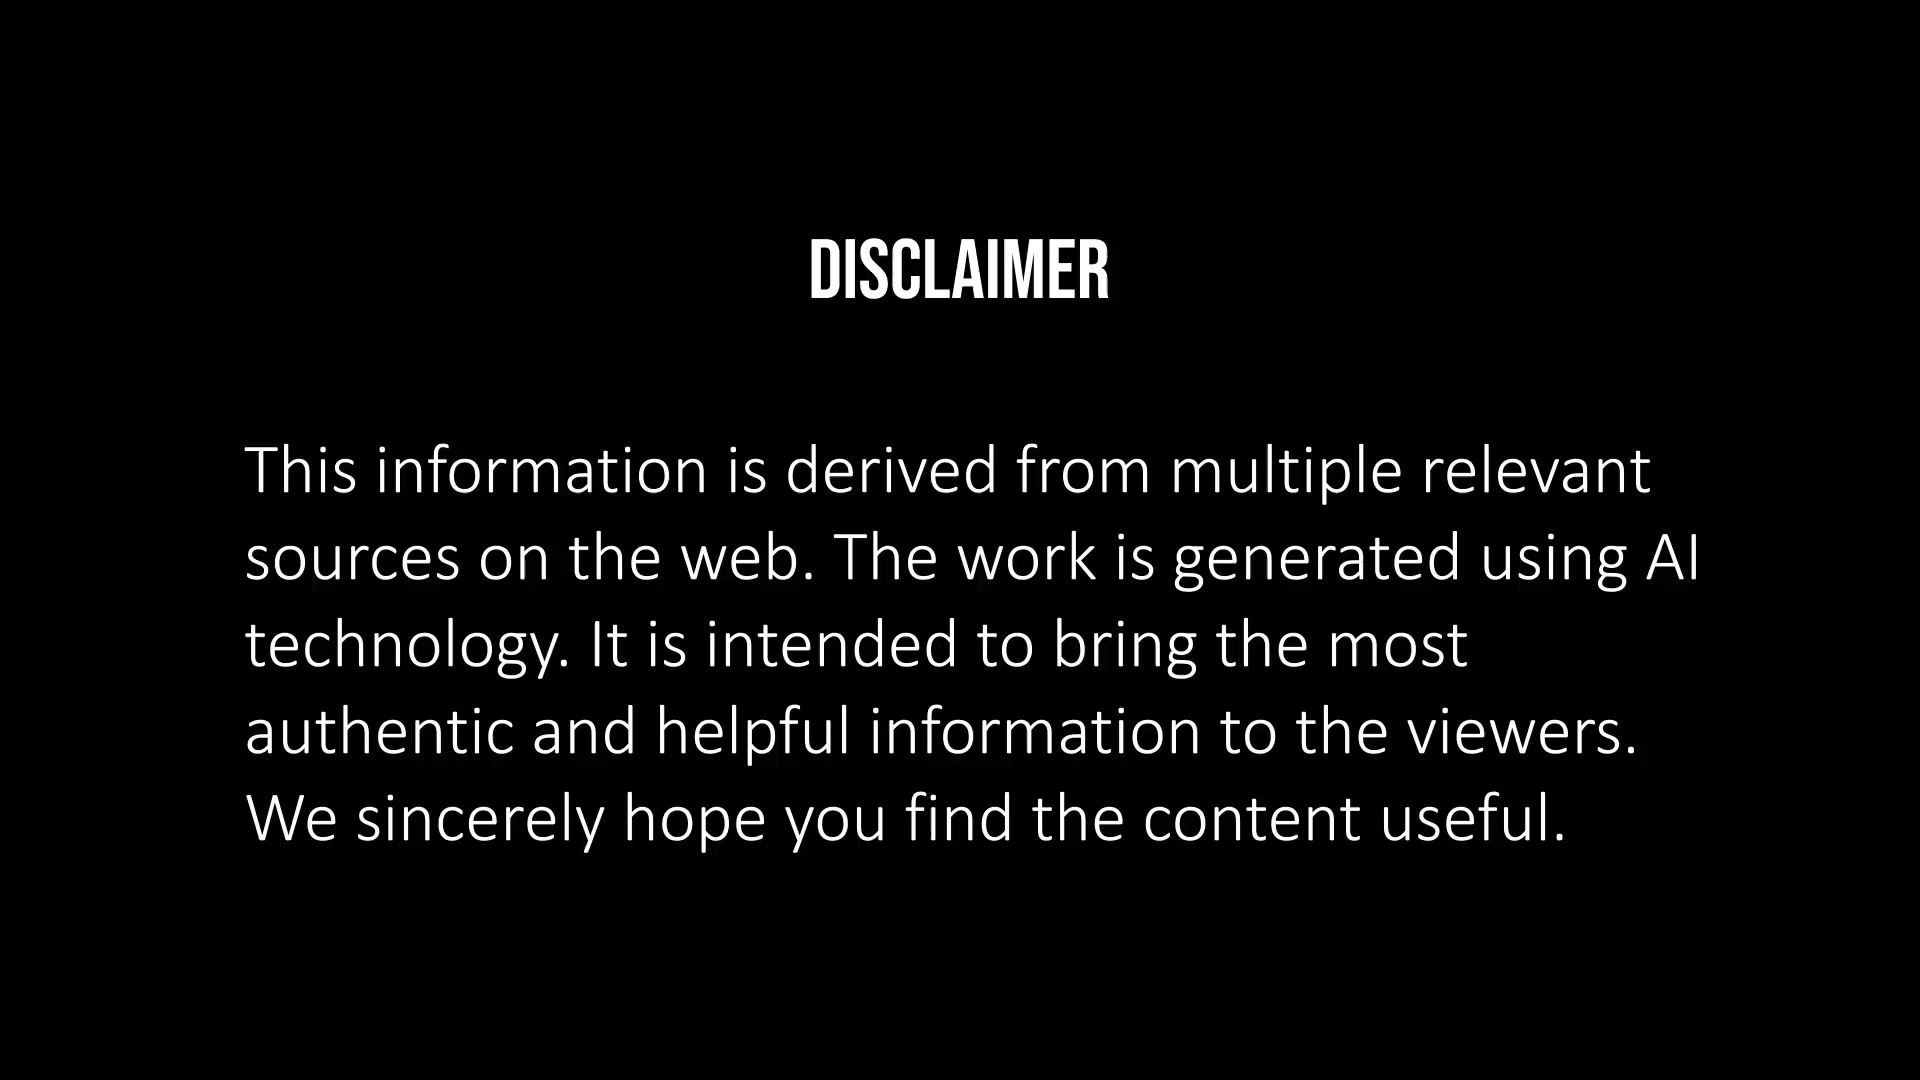 DISCLAIMER
This information is derived from multiple relevant
sources on the web. The work is generated using AI
technology. It is intended to bring the most
authentic and helpful information to the viewers.
We sincerely hope you find the content useful.